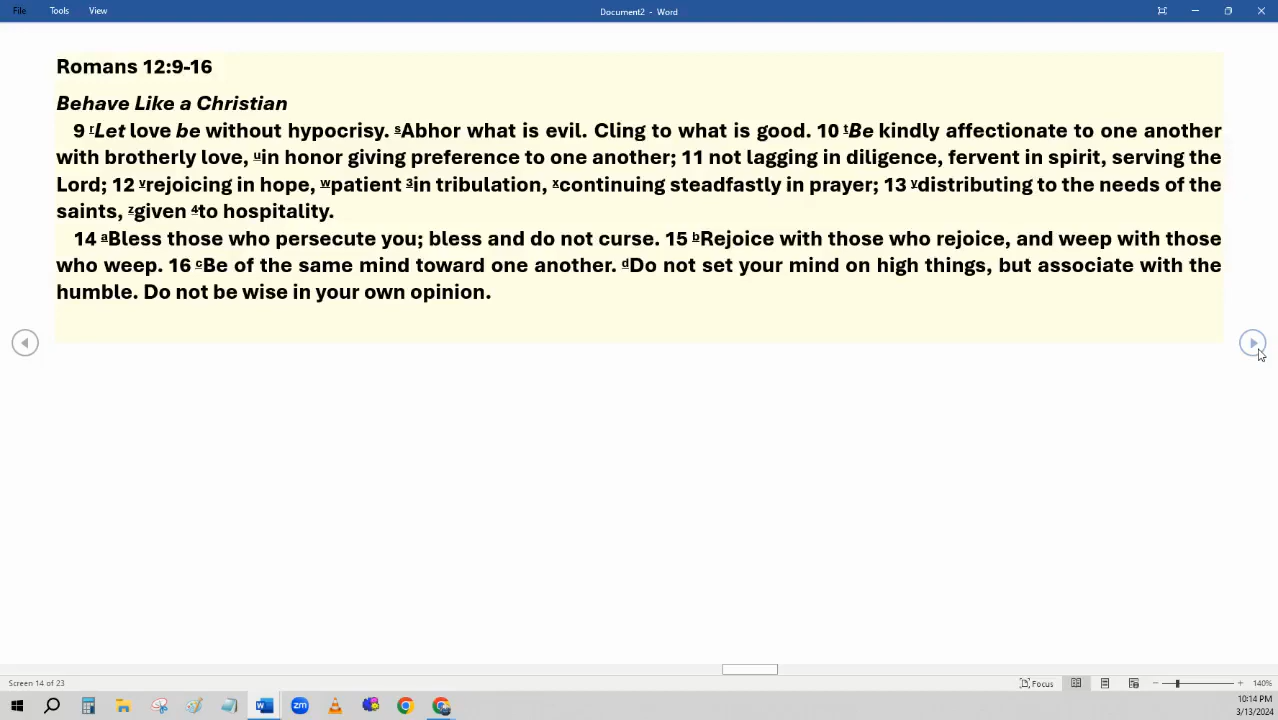 File Tools View Document2 - Word
Romans 12:9-16
Behave Like a Christian
9 rLet love be without hypocrisy. sAbhor what is evil. Cling to what is good. 10 tBe kindly affectionate to one another
with brotherly love, uin honor giving preference to one another; 11 not lagging in diligence, fervent in spirit, serving the
Lord; 12 vrejoicing in hope, wpatient 3in tribulation, xcontinuing steadfastly in prayer; 13 ydistributing to the needs of the
saints, zgiven 4to hospitality.
14 aBless those who persecute you; bless and do not curse. 15 bRejoice with those who rejoice, and weep with those
who weep. 16 cBe of the same mind toward one another. dDo not set your mind on high things, but associate with the
humble. Do not be wise in your own opinion.
Screen 14 of 23 Focus 140%
zm
10:14 PM
3/13/2024